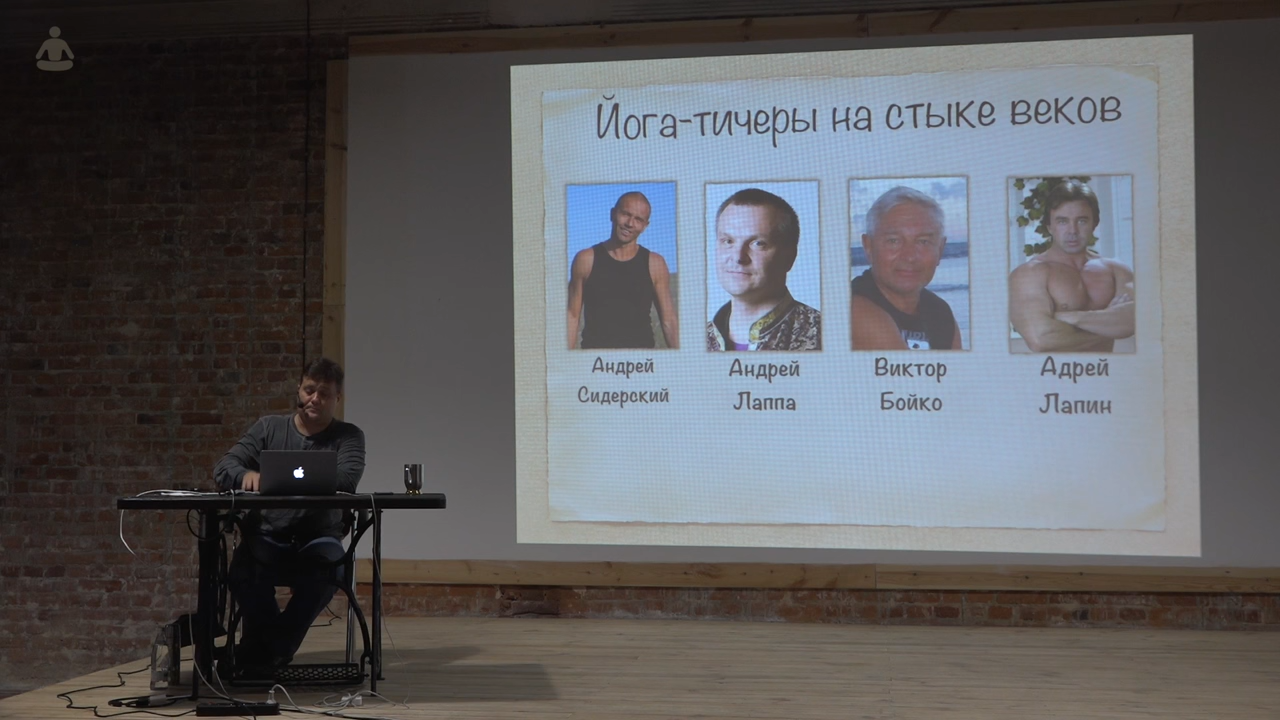 Йога-тичеры на стыке веков
Андрей
Сидерский
Андрей
Лаппа
Виктор
Бойко
Адрей
Лапин